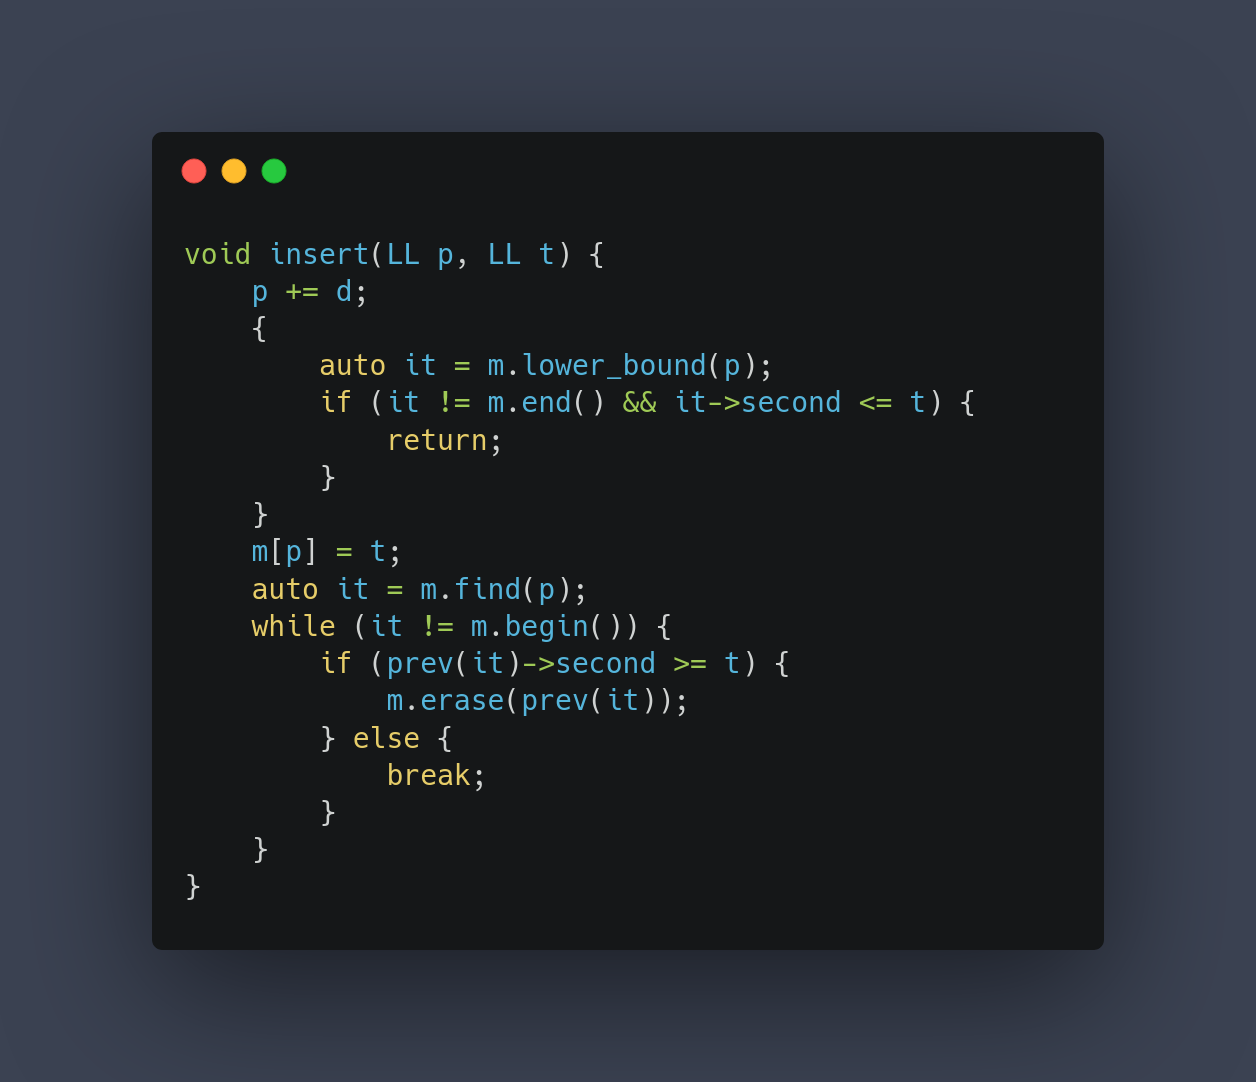 void insert(LL p, LL t) {
    p += d;
    {
        auto it = m.lower_bound(p);
        if (it != m.end() && it->second <= t) {
            return;
        }
    }
    m[p] = t;
    auto it = m.find(p);
    while (it != m.begin()) {
        if (prev(it)->second >= t) {
            m.erase(prev(it));
        } else {
            break;
        }
    }
}